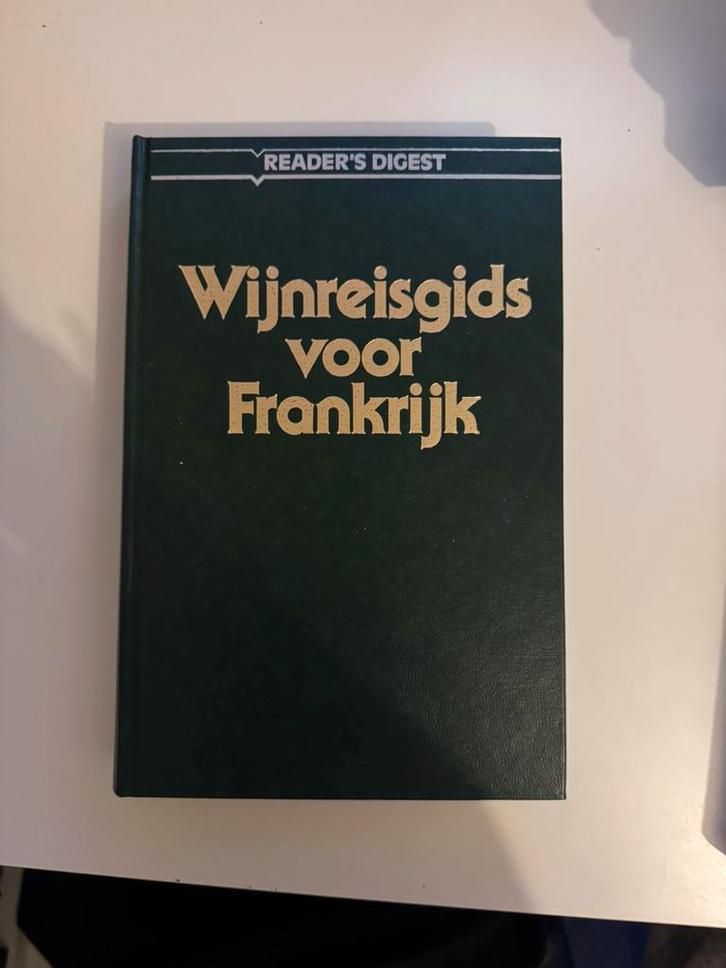 READER'S DIGEST
Wijnreisgids
voor
Frankrijk